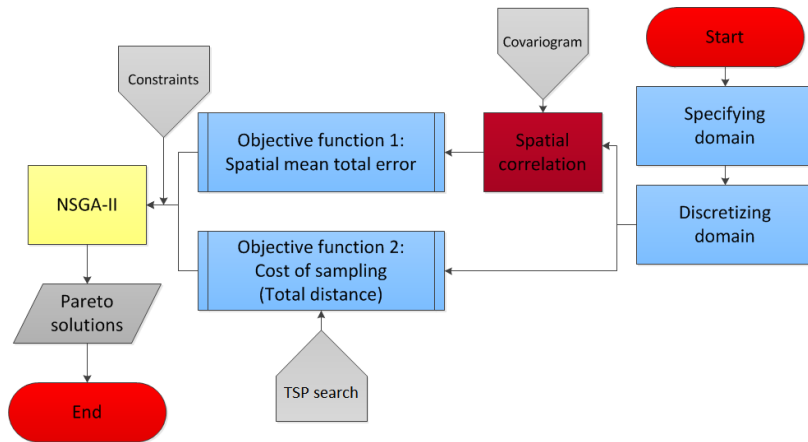 Start
Specifying
domain
Discretizing
domain
Covariogram
Spatial
correlation
Constraints
Objective function 1:
Spatial mean total error
Objective function 2:
Cost of sampling
(Total distance)
TSP search
NSGA-II
Pareto
solutions
End